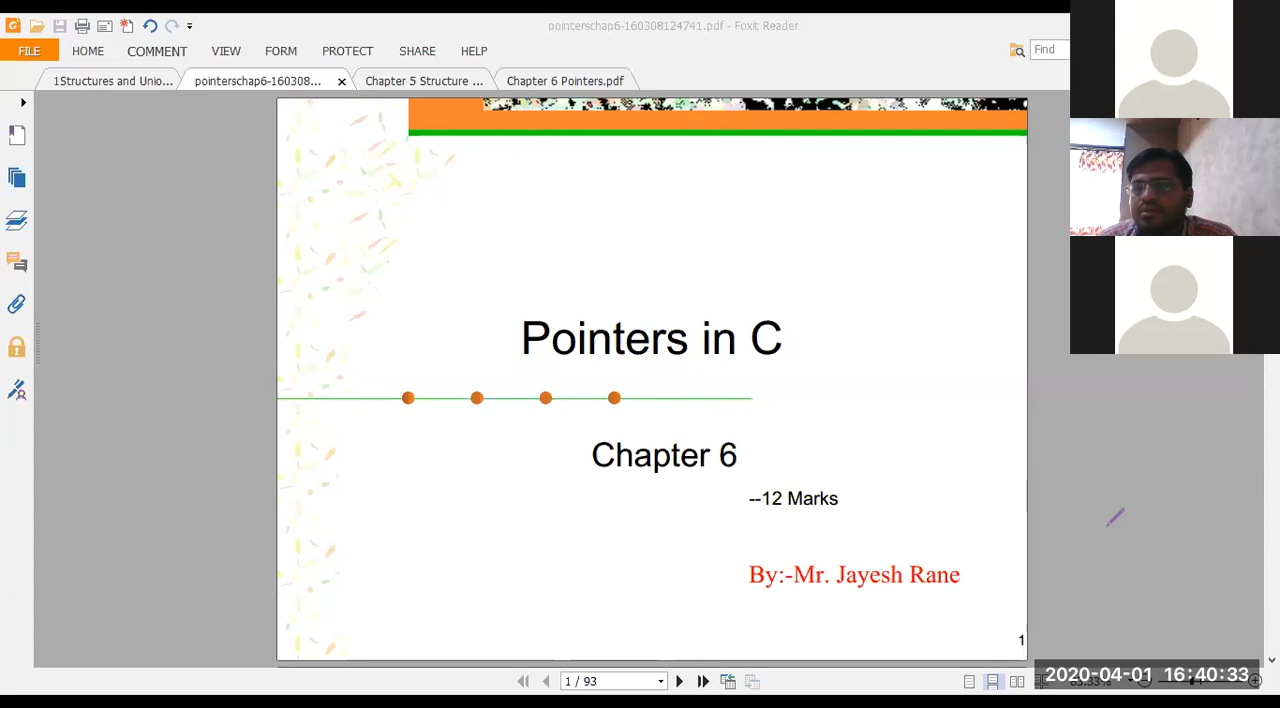 pointerschap6-160308124741.pdf - Foxit Reader
FILE HOME COMMENT VIEW FORM PROTECT SHARE HELP
Find
1Structures and Unio... pointerschap6-160308... Chapter 5 Structure ... Chapter 6 Pointers.pdf
Pointers in C
Chapter 6
--12 Marks
By:-Mr. Jayesh Rane
1
1 / 93
2020-04-01 16:40:33